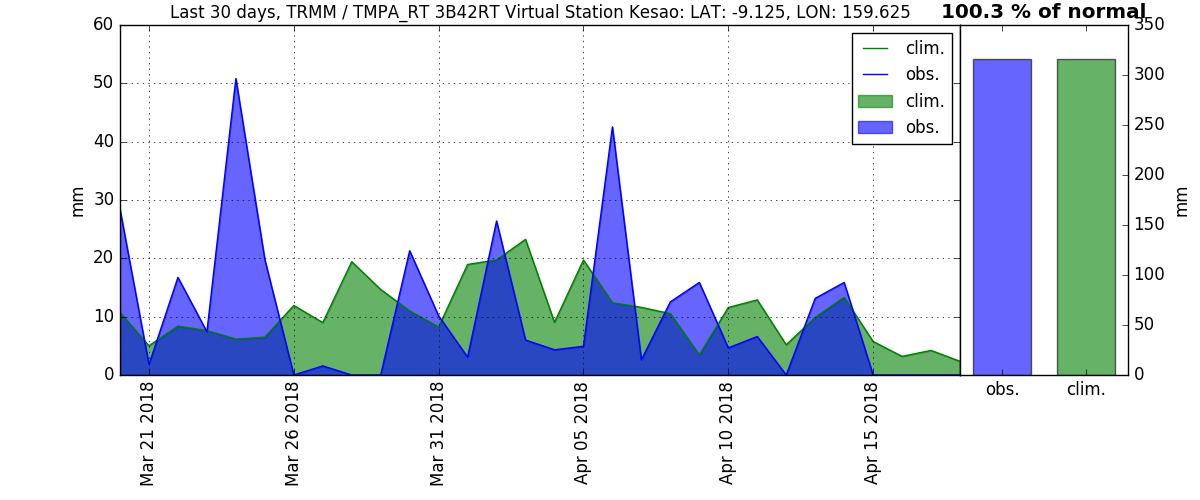 Last 30 days, TRMM / TMPA_RT 3B42RT Virtual Station Kesao: LAT: -9.125, LON: 159.625
100.3 % of normal
60
50
40
30
20
10
0
mm
clim.
obs.
clim.
obs.
350
300
250
200
150
100
50
0
mm
Mar 21 2018
Mar 26 2018
Mar 31 2018
Apr 05 2018
Apr 10 2018
Apr 15 2018
obs.
clim.